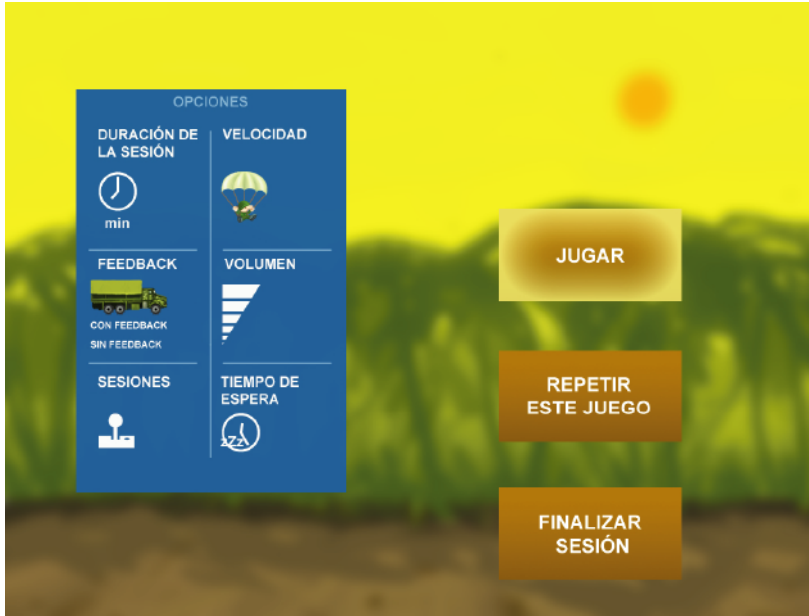 OPCIONES
DURACIÓN DE
LA SESIÓN
min
VELOCIDAD
FEEDBACK
CON FEEDBACK
SIN FEEDBACK
VOLUMEN
SESIONES
TIEMPO DE
ESPERA
zZz
JUGAR
REPETIR
ESTE JUEGO
FINALIZAR
SESIÓN